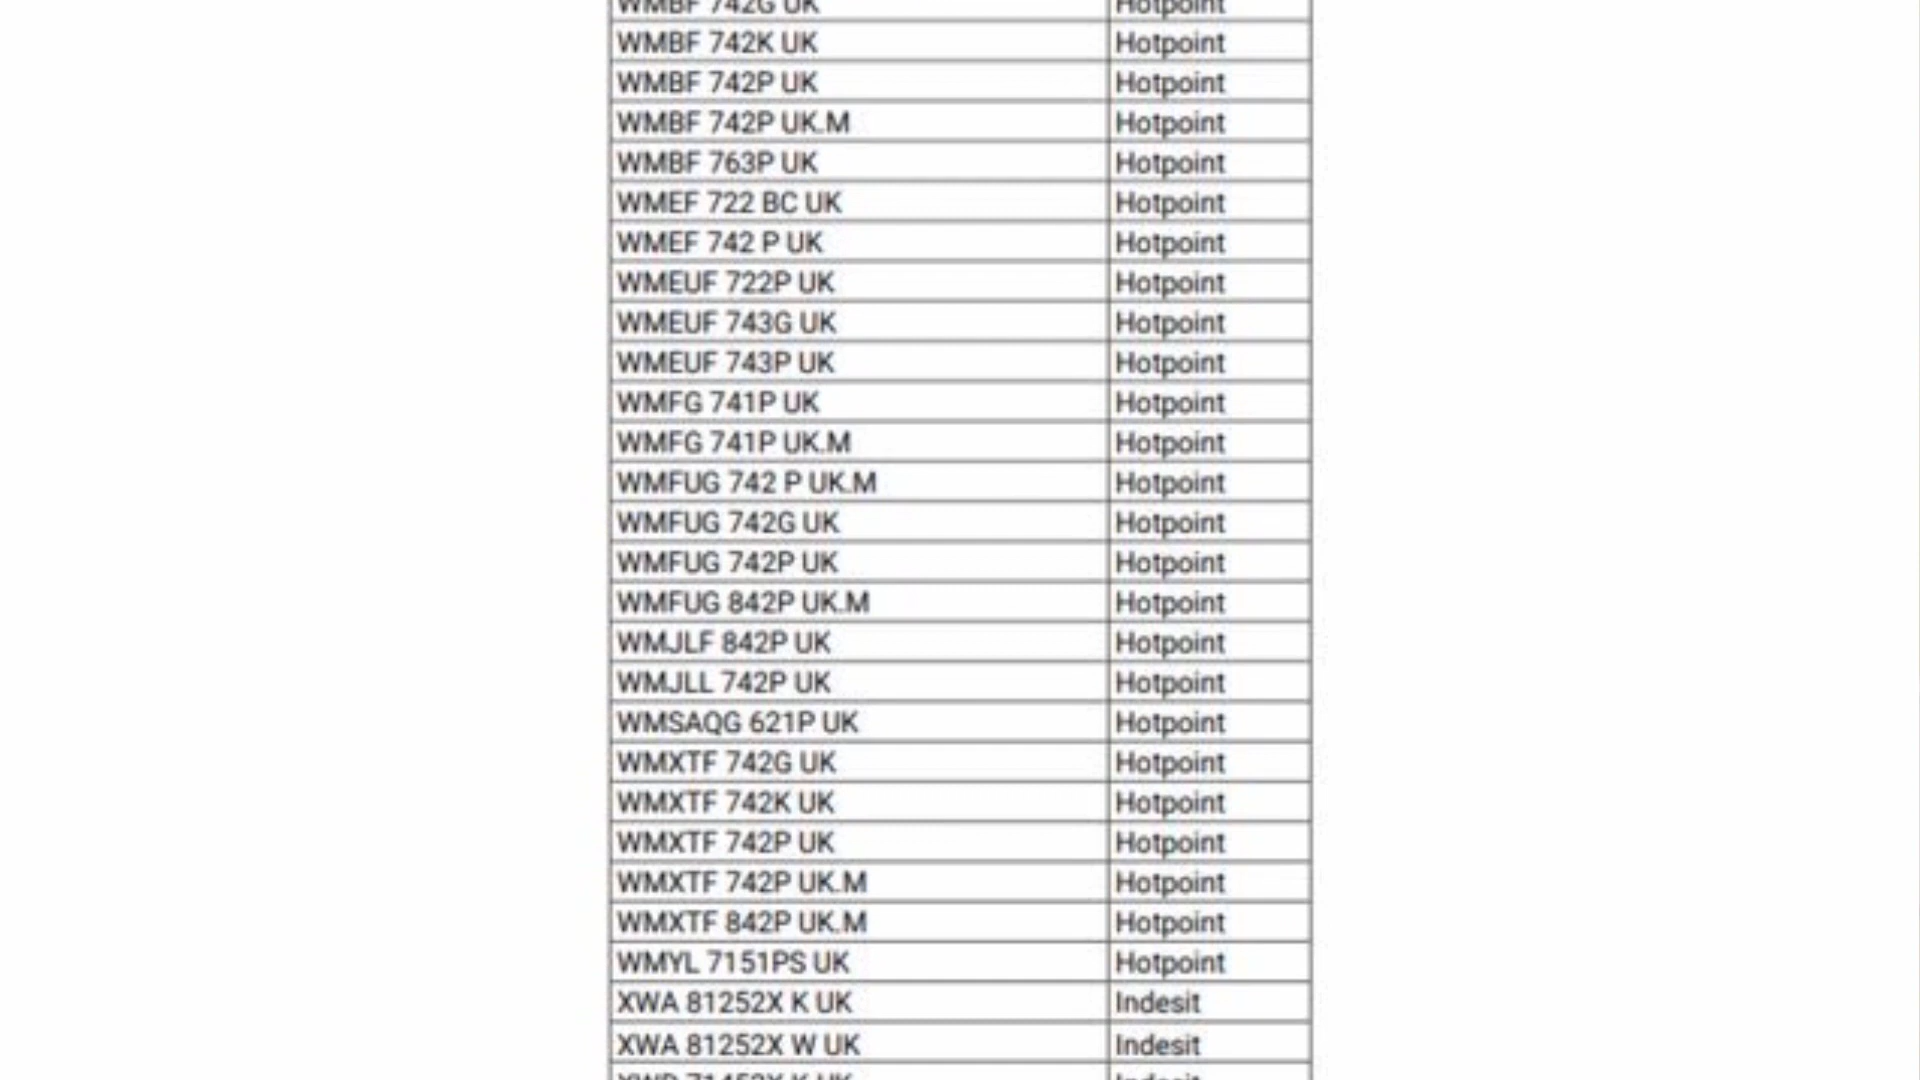 WMBF 742G UK Hotpoint
WMBF 742K UK Hotpoint
WMBF 742P UK Hotpoint
WMBF 742P UK.M Hotpoint
WMBF 763P UK Hotpoint
WMEF 722 BC UK Hotpoint
WMEF 742 P UK Hotpoint
WMEUF 722P UK Hotpoint
WMEUF 743G UK Hotpoint
WMEUF 743P UK Hotpoint
WMFG 741P UK Hotpoint
WMFG 741P UK.M Hotpoint
WMFUG 742 P UK.M Hotpoint
WMFUG 742G UK Hotpoint
WMFUG 742P UK Hotpoint
WMFUG 842P UK.M Hotpoint
WMJLF 842P UK Hotpoint
WMJLL 742P UK Hotpoint
WMSAQG 621P UK Hotpoint
WMXTF 742G UK Hotpoint
WMXTF 742K UK Hotpoint
WMXTF 742P UK Hotpoint
WMXTF 742P UK.M Hotpoint
WMXTF 842P UK.M Hotpoint
WMYL 7151PS UK Hotpoint
XWA 81252X K UK Indesit
XWA 81252X W UK Indesit
Indesit